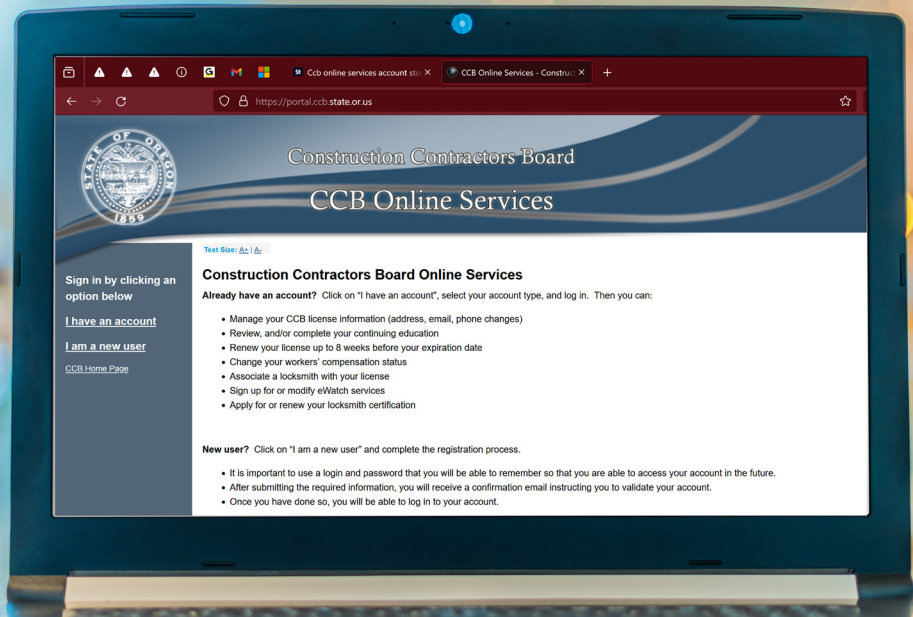 Ccb online services account sto
CCB Online Services - Construct
https://portal.ccb.state.or.us
STATE OF OREGON
1859
Construction Contractors Board
CCB Online Services
Text Size: A+ | A-
Sign in by clicking an
option below
I have an account
I am a new user
CCB Home Page
Construction Contractors Board Online Services
Already have an account? Click on "I have an account", select your account type, and log in. Then you can:
• Manage your CCB license information (address, email, phone changes)
• Review, and/or complete your continuing education
• Renew your license up to 8 weeks before your expiration date
• Change your workers' compensation status
• Associate a locksmith with your license
• Sign up for or modify eWatch services
• Apply for or renew your locksmith certification
New user? Click on "I am a new user" and complete the registration process.
• It is important to use a login and password that you will be able to remember so that you are able to access your account in the future.
• After submitting the required information, you will receive a confirmation email instructing you to validate your account.
• Once you have done so, you will be able to log in to your account.